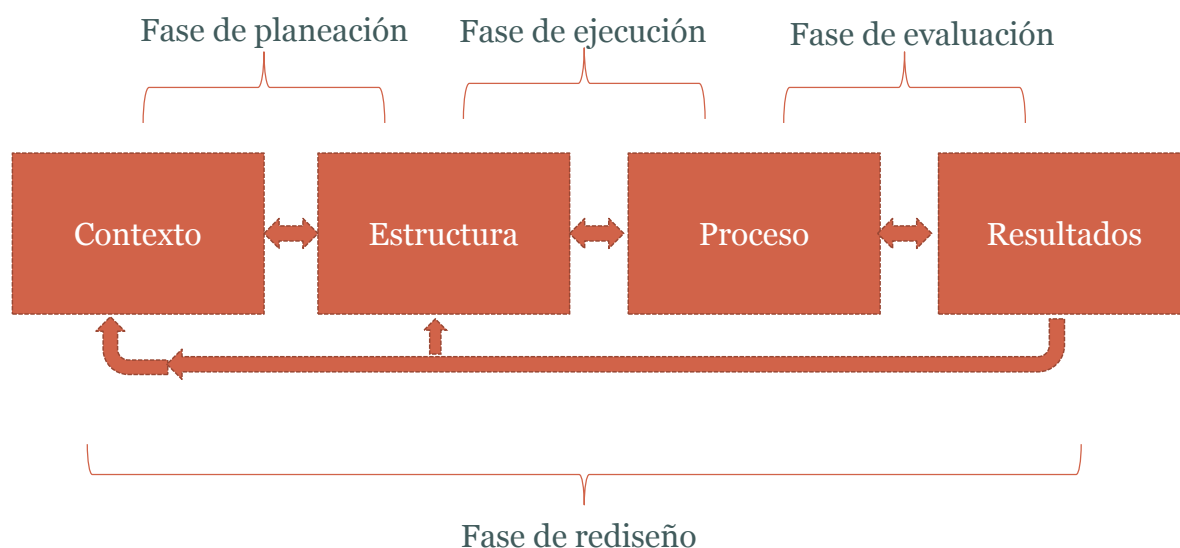 Fase de planeación
Fase de ejecución
Fase de evaluación
Contexto
Estructura
Proceso
Resultados
Fase de rediseño